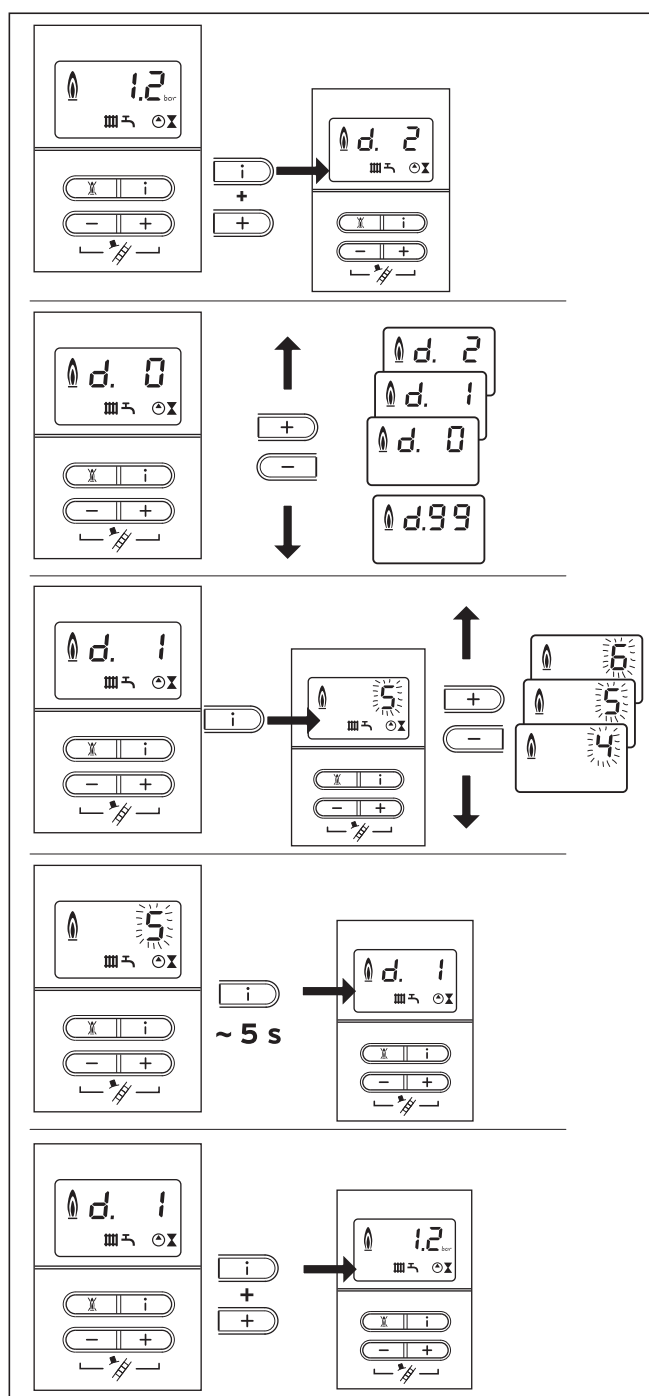 1.2 bar
i
- +
i
+
+
d. 2
i
- +
d. 0
i
- +
+
-
d. 2
d. 1
d. 0
d.99
d. 1
i
- +
i
5
i
- +
+
-
6
5
4
5
i
- +
i
~ 5 s
d. 1
i
- +
d. 1
i
- +
i
+
+
1.2 bar
i
- +